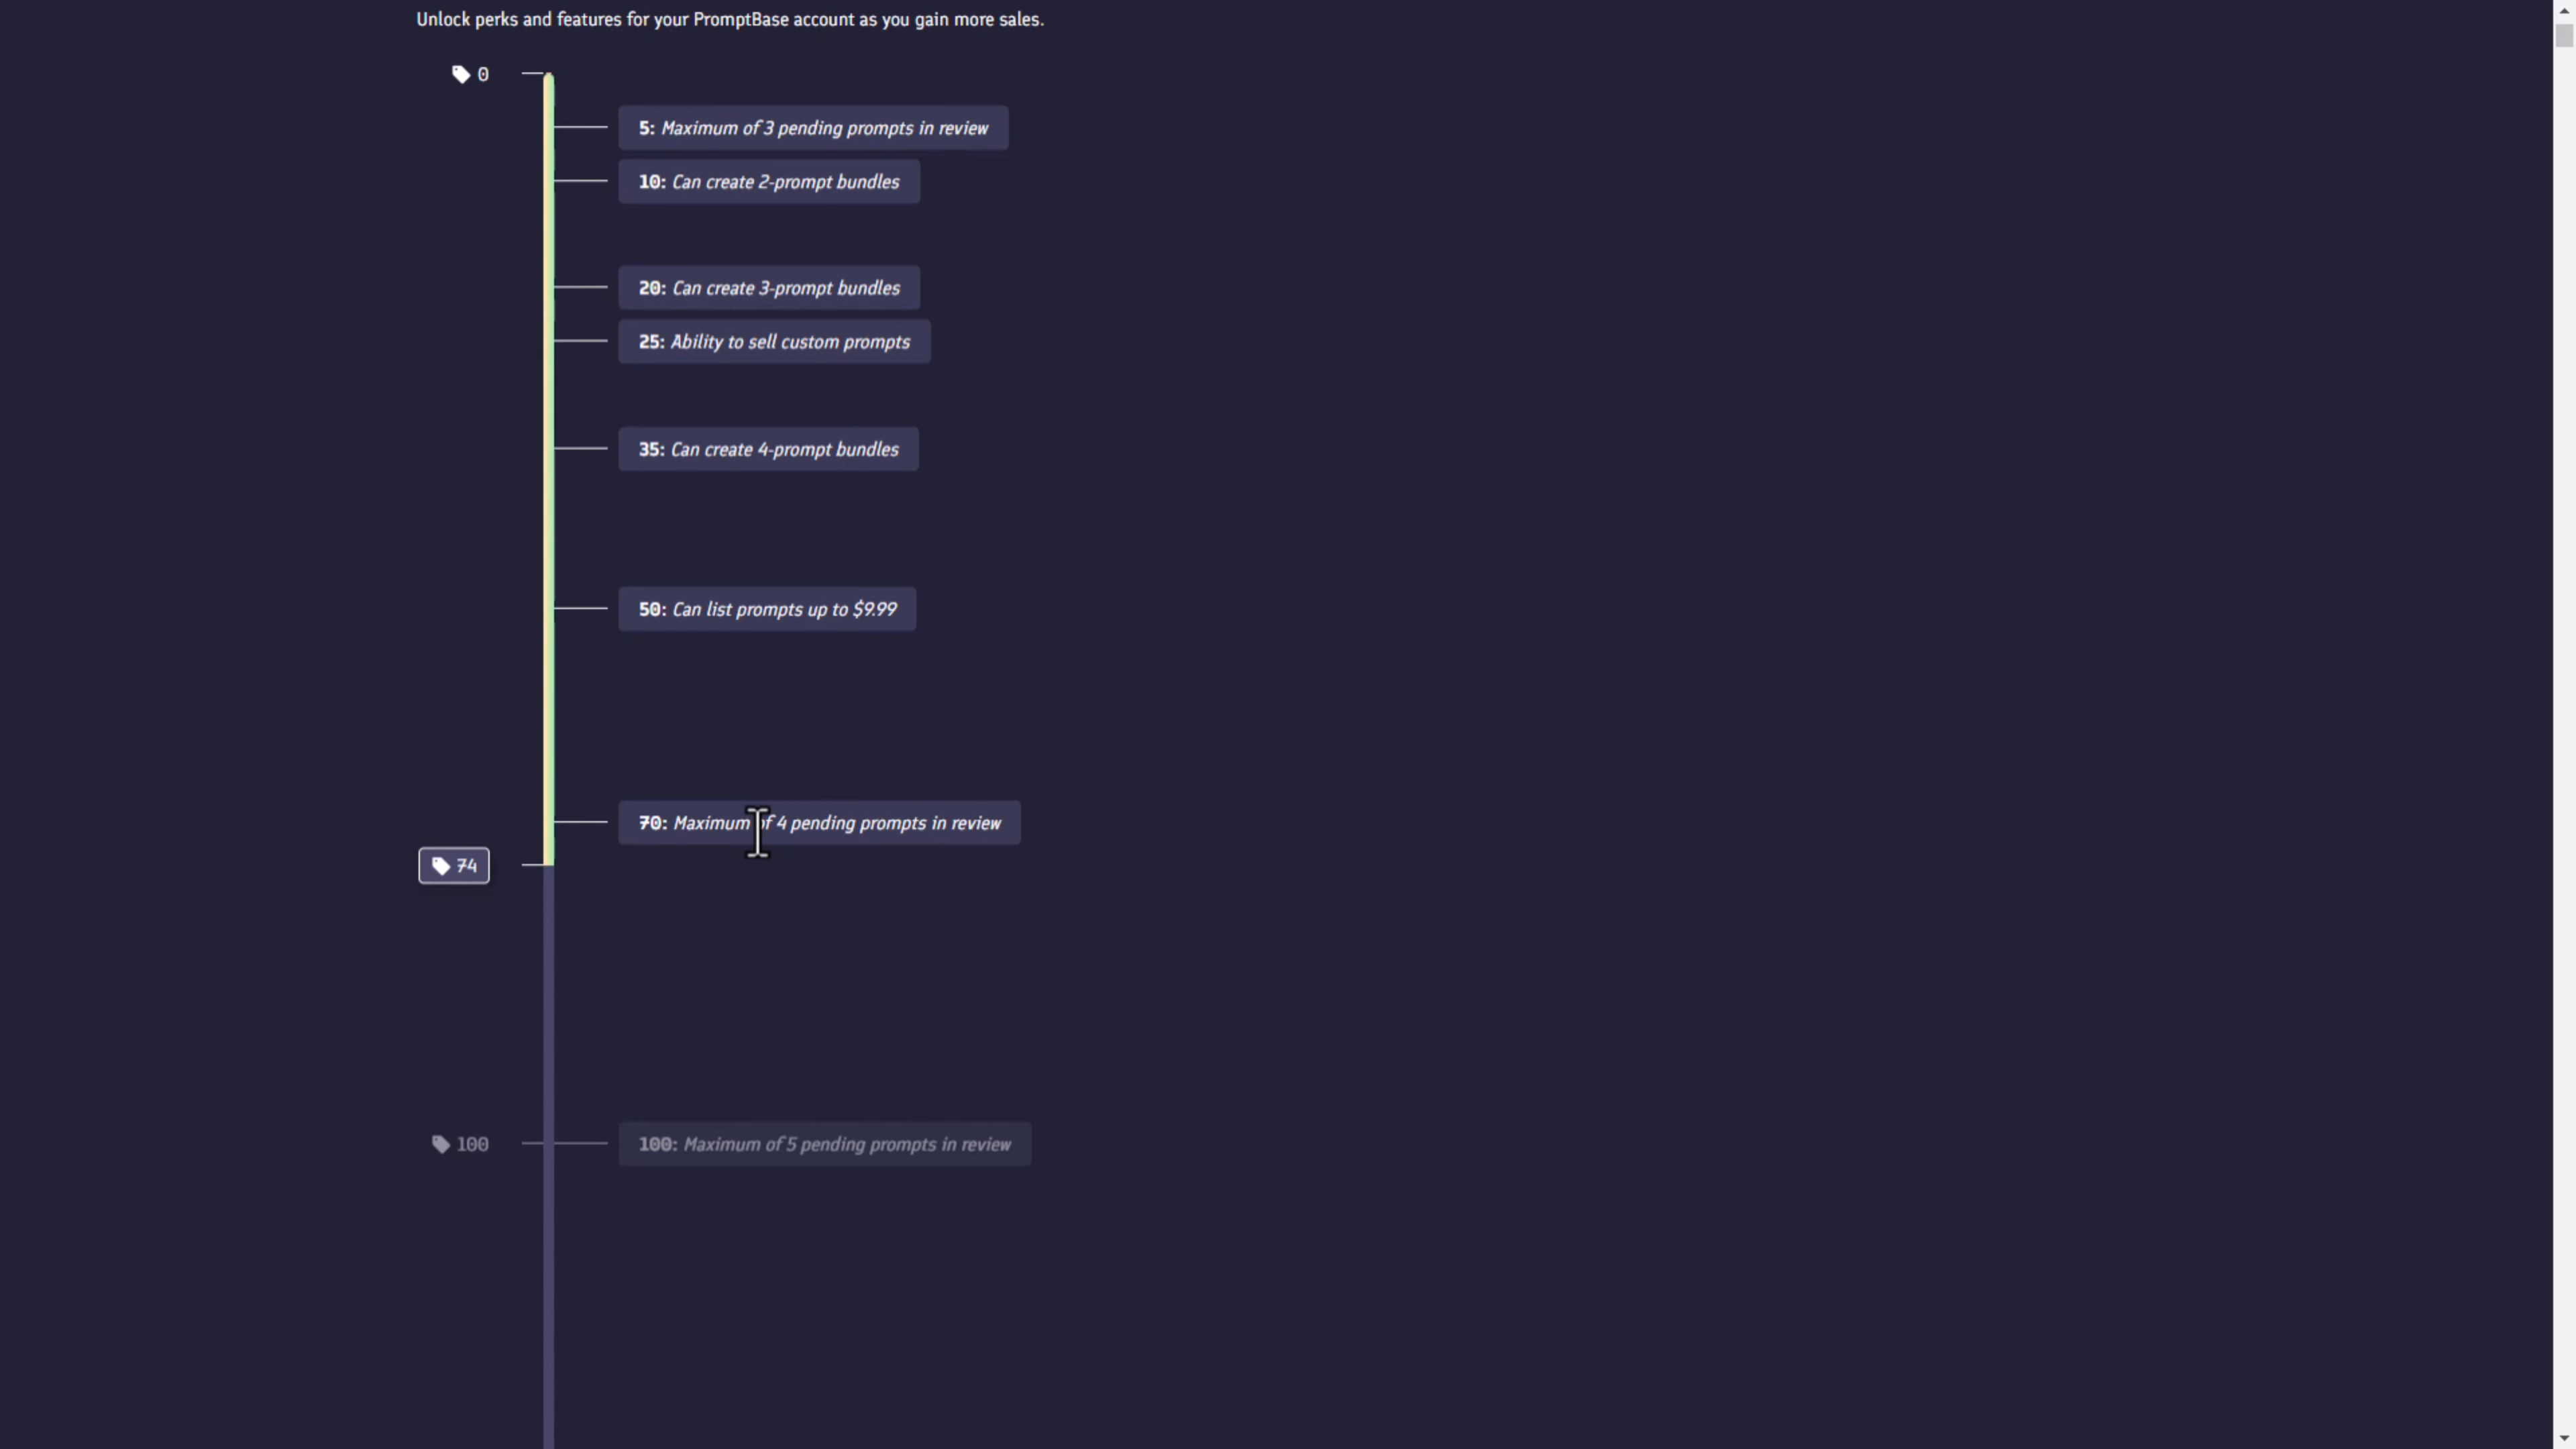 Unlock perks and features for your PromptBase account as you gain more sales.
0
5: Maximum of 3 pending prompts in review
10: Can create 2-prompt bundles
20: Can create 3-prompt bundles
25: Ability to sell custom prompts
35: Can create 4-prompt bundles
50: Can list prompts up to $9.99
70: Maximum of 4 pending prompts in review
74
100
100: Maximum of 5 pending prompts in review